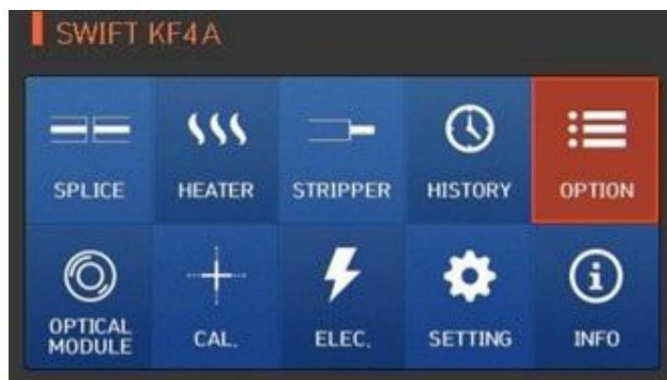 SWIFT KF4A
SPLICE
HEATER
STRIPPER
HISTORY
OPTION
OPTICAL
MODULE
CAL.
ELEC.
SETTING
INFO